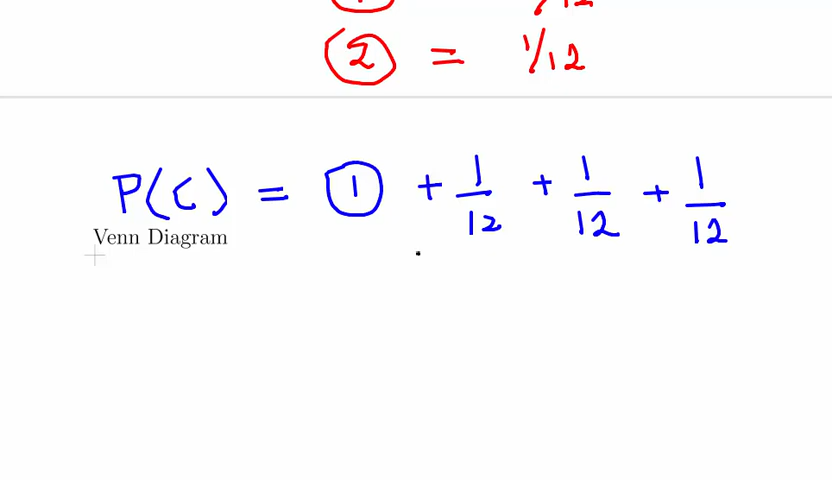 ② = 1/12
P(C) = ① + 1/12 + 1/12 + 1/12
Venn Diagram